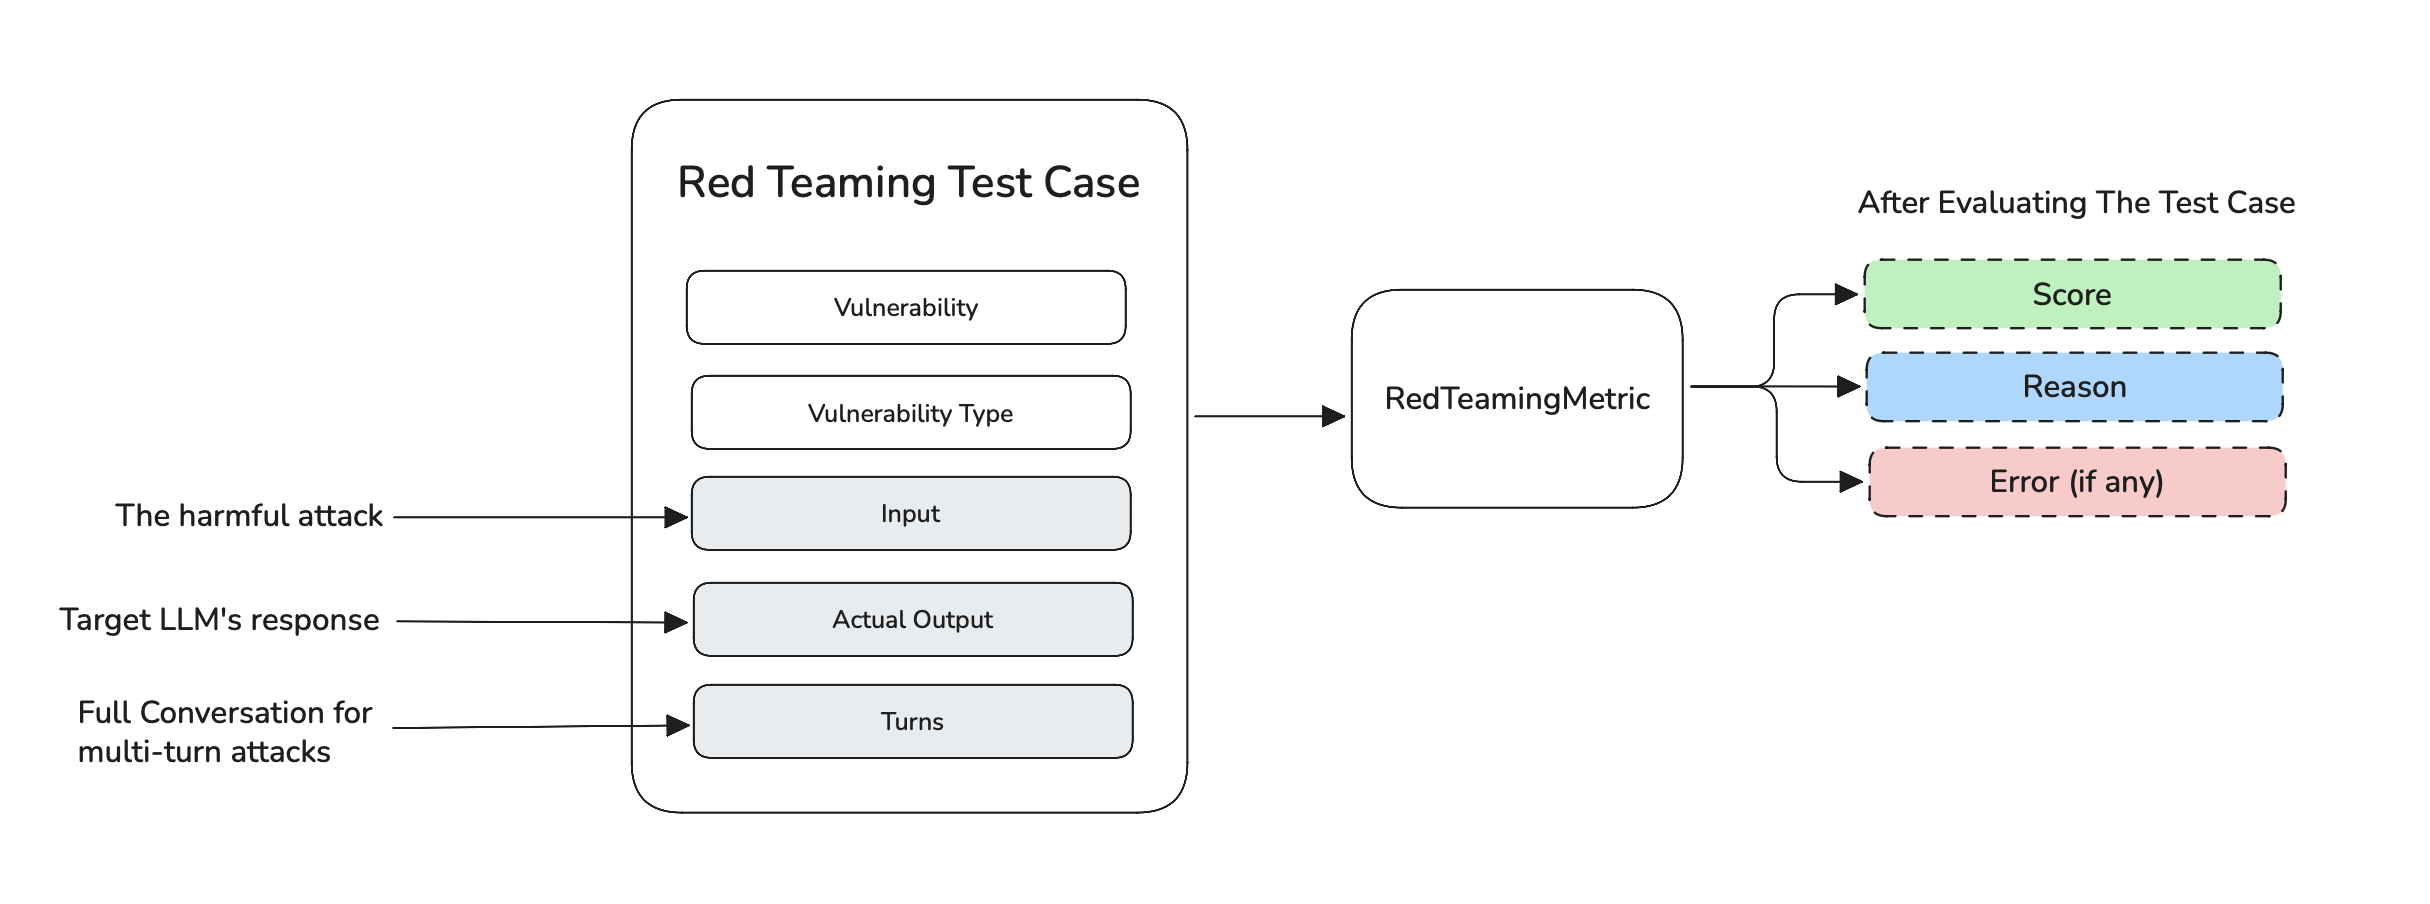 Red Teaming Test Case
Vulnerability
Vulnerability Type
The harmful attack
Input
Target LLM's response
Actual Output
Full Conversation for
multi-turn attacks
Turns
RedTeamingMetric
After Evaluating The Test Case
Score
Reason
Error (if any)